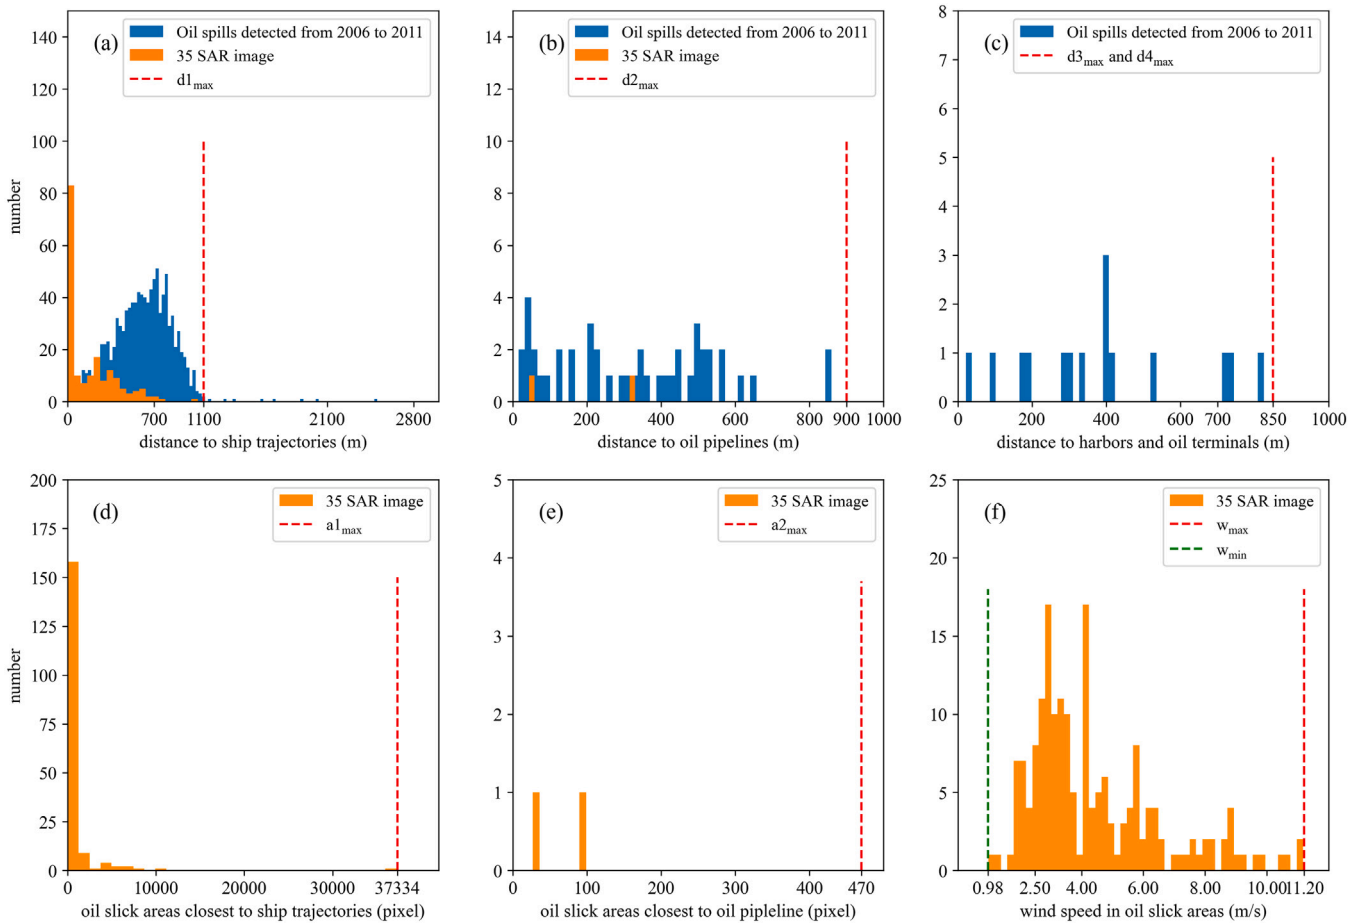 (a)
Oil spills detected from 2006 to 2011
35 SAR image
d1max
number
0
20
40
60
80
100
120
140
0 700 1100 2100 2800
distance to ship trajectories (m)
(b)
Oil spills detected from 2006 to 2011
35 SAR image
d2max
0
2
4
6
8
10
12
14
0 200 400 600 800 900 1000
distance to oil pipelines (m)
(c)
Oil spills detected from 2006 to 2011
d3max and d4max
0
1
2
3
4
5
6
7
8
0 200 400 600 700 850 1000
distance to harbors and oil terminals (m)
(d)
35 SAR image
a1max
number
0
25
50
75
100
125
150
175
200
0 10000 20000 30000 37334
oil slick areas closest to ship trajectories (pixel)
(e)
35 SAR image
a2max
0
1
2
3
4
5
0 100 200 300 400 470
oil slick areas closest to oil pipleline (pixel)
(f)
35 SAR image
wmax
wmin
0
5
10
15
20
25
0.98 2.50 4.00 6.00 8.00 10.00 11.20
wind speed in oil slick areas (m/s)